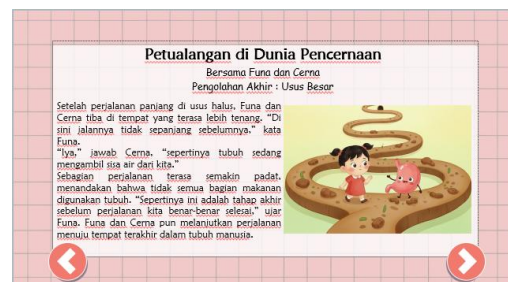 Petualangan di Dunia Pencernaan
Bersama Funa dan Cerna
Pengolahan Akhir : Usus Besar
Setelah perjalanan panjang di usus halus, Funa dan
Cerna tiba di tempat yang terasa lebih tenang. “Di
sini jalannya tidak sepanjang sebelumnya,” kata
Funa.
“Iya,” jawab Cerna, “sepertinya tubuh sedang
mengambil sisa air dari kita.”
Sebagian perjalanan terasa semakin padat,
menandakan bahwa tidak semua bagian makanan
digunakan tubuh. “Sepertinya ini adalah tahap akhir
sebelum perjalanan kita benar-benar selesai,” ujar
Funa. Funa dan Cerna pun melanjutkan perjalanan
menuju tempat terakhir dalam tubuh manusia.